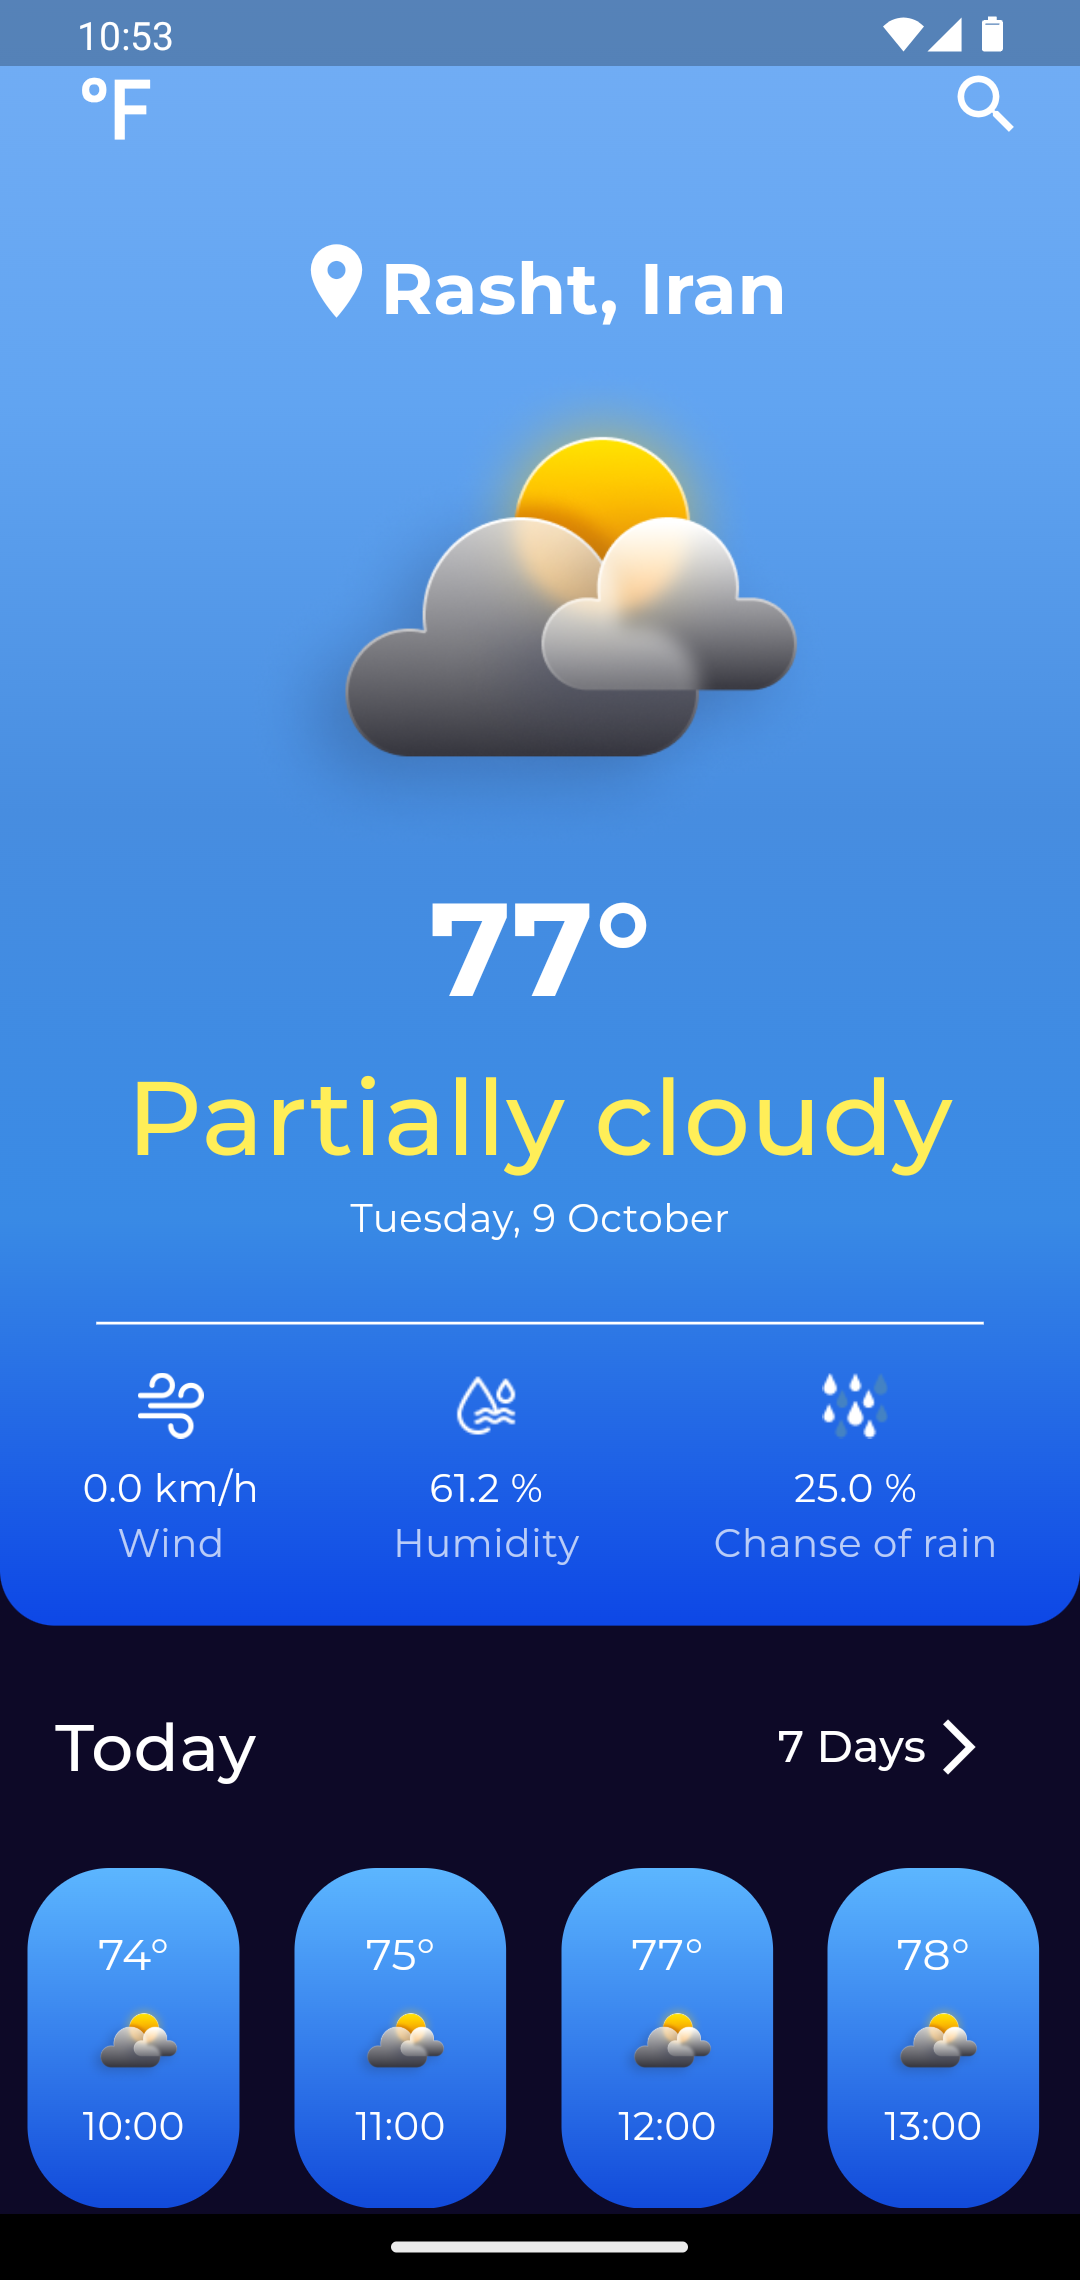 10:53
°F
Rasht, Iran
77°
Partially cloudy
Tuesday, 9 October
0.0 km/h
61.2 %
25.0 %
Wind
Humidity
Chanse of rain
Today
7 Days
74°
75°
77°
78°
10:00
11:00
12:00
13:00